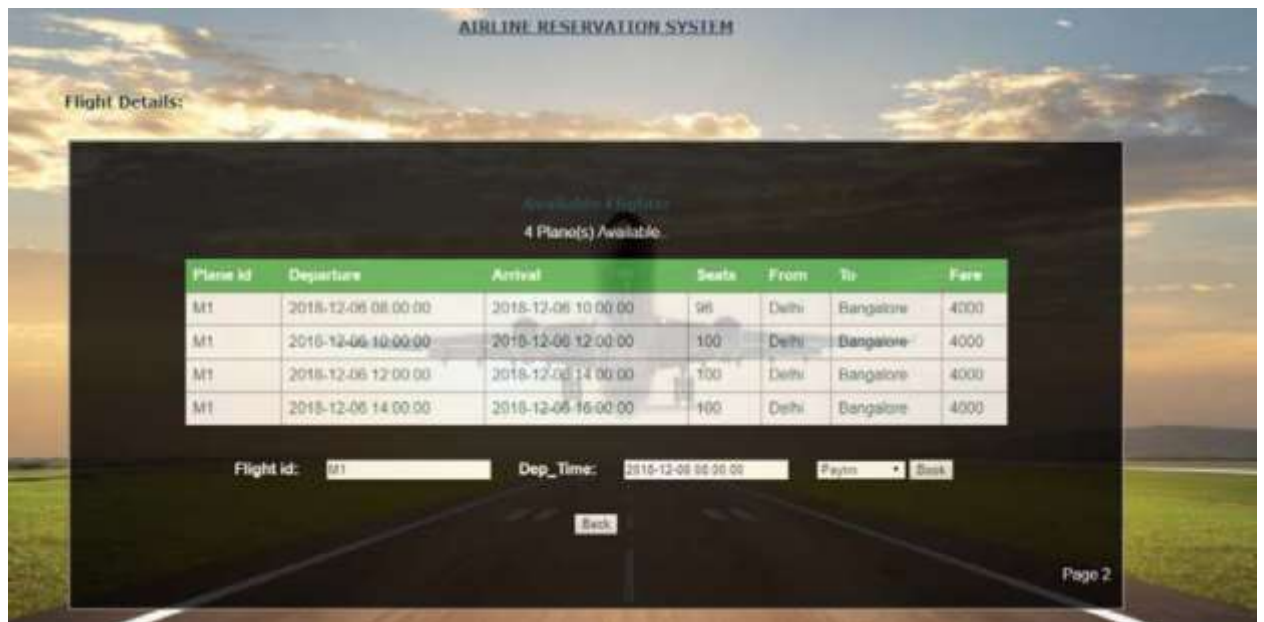 AIRLINE RESERVATION SYSTEM
Flight Details:
Available Flights:
4 Plane(s) Available.
Plane Id Departure Arrival Seats From To Fare
M1 2018-12-06 08:00:00 2018-12-06 10:00:00 96 Delhi Bangalore 4000
M1 2018-12-06 10:00:00 2018-12-06 12:00:00 100 Delhi Bangalore 4000
M1 2018-12-06 12:00:00 2018-12-06 14:00:00 100 Delhi Bangalore 4000
M1 2018-12-06 14:00:00 2018-12-06 16:00:00 100 Delhi Bangalore 4000
Flight id: M1 Dep_Time: 2018-12-06 08:00:00 Paytm Book
Back
Page 2